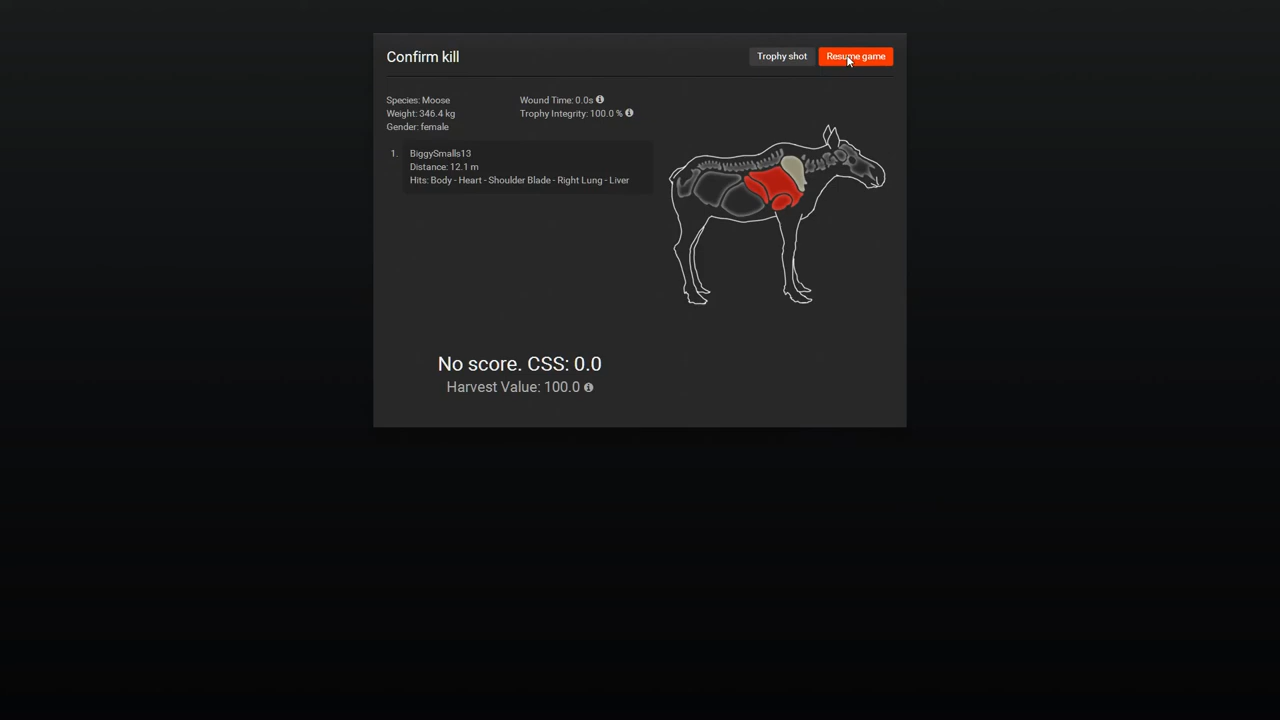 Confirm kill
Trophy shot
Resume game
Species: Moose
Weight: 346.4 kg
Gender: female
Wound Time: 0.0s
Trophy Integrity: 100.0 %
1.
BiggySmalls13
Distance: 12.1 m
Hits: Body - Heart - Shoulder Blade - Right Lung - Liver
No score. CSS: 0.0
Harvest Value: 100.0